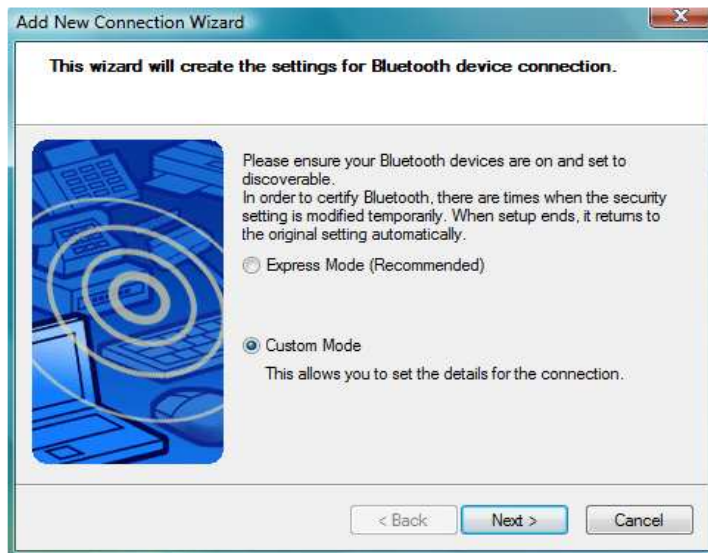 Add New Connection Wizard
This wizard will create the settings for Bluetooth device connection.
Please ensure your Bluetooth devices are on and set to
discoverable.
In order to certify Bluetooth, there are times when the security
setting is modified temporarily. When setup ends, it returns to
the original setting automatically.
Express Mode (Recommended)
Custom Mode
This allows you to set the details for the connection.
< Back
Next >
Cancel